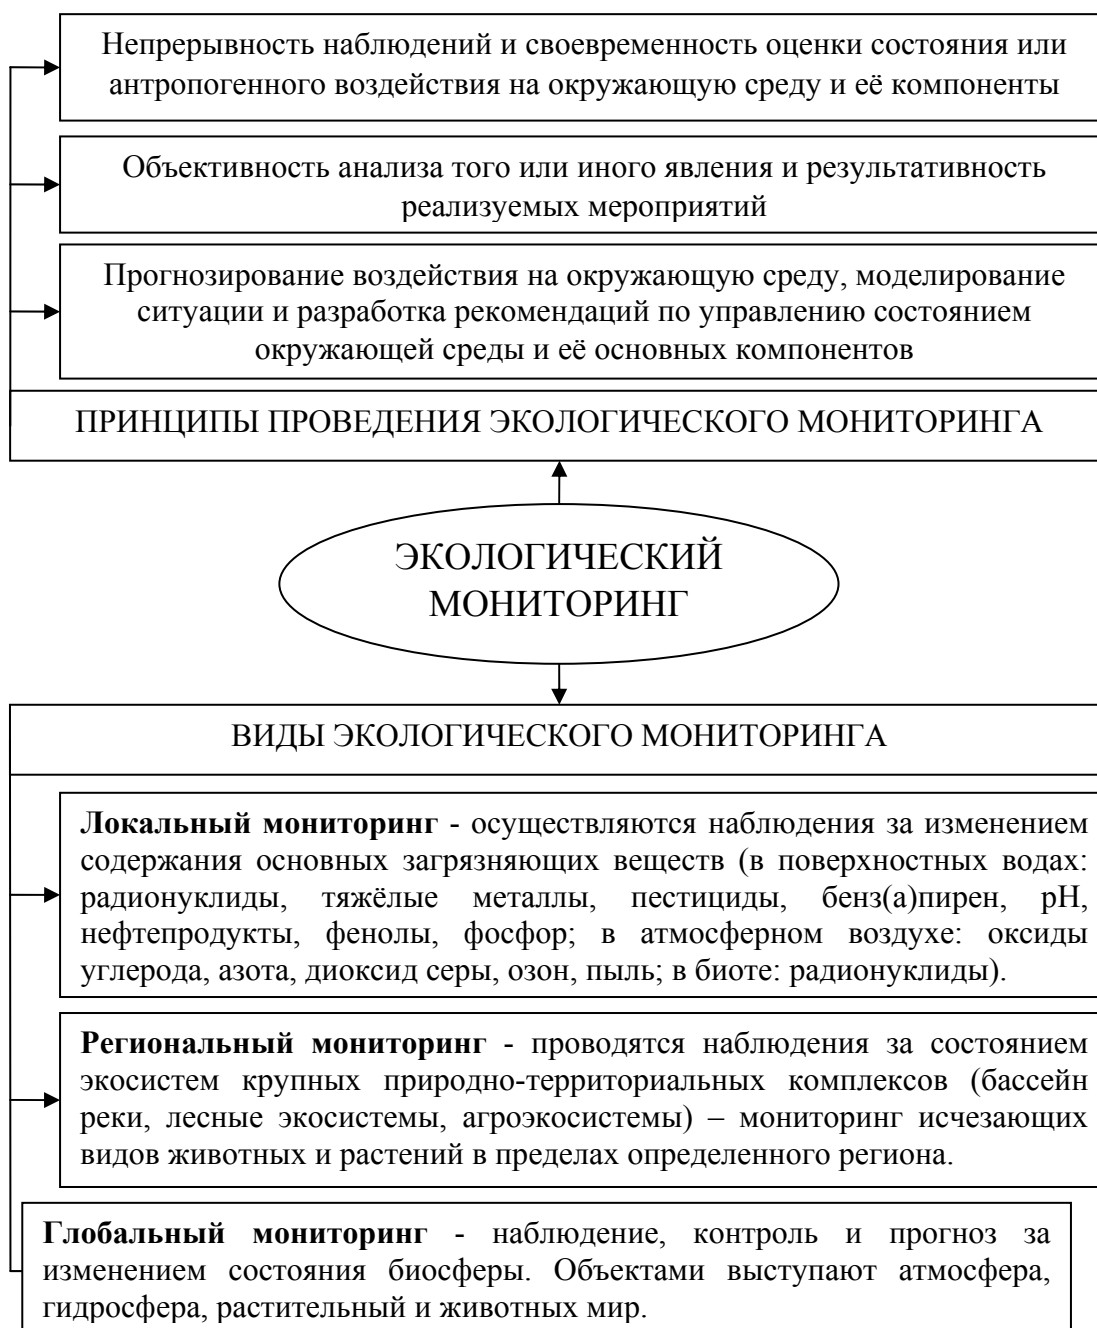 Непрерывность наблюдений и своевременность оценки состояния или
антропогенного воздействия на окружающую среду и её компоненты
Объективность анализа того или иного явления и результативность
реализуемых мероприятий
Прогнозирование воздействия на окружающую среду, моделирование
ситуации и разработка рекомендаций по управлению состоянием
окружающей среды и её основных компонентов
ПРИНЦИПЫ ПРОВЕДЕНИЯ ЭКОЛОГИЧЕСКОГО МОНИТОРИНГА
ЭКОЛОГИЧЕСКИЙ
МОНИТОРИНГ
ВИДЫ ЭКОЛОГИЧЕСКОГО МОНИТОРИНГА
Локальный мониторинг - осуществляются наблюдения за изменением
содержания основных загрязняющих веществ (в поверхностных водах:
радионуклиды, тяжёлые металлы, пестициды, бенз(а)пирен, pH,
нефтепродукты, фенолы, фосфор; в атмосферном воздухе: оксиды
углерода, азота, диоксид серы, озон, пыль; в биоте: радионуклиды).
Региональный мониторинг - проводятся наблюдения за состоянием
экосистем крупных природно-территориальных комплексов (бассейн
реки, лесные экосистемы, агроэкосистемы) – мониторинг исчезающих
видов животных и растений в пределах определенного региона.
Глобальный мониторинг - наблюдение, контроль и прогноз за
изменением состояния биосферы. Объектами выступают атмосфера,
гидросфера, растительный и животных мир.